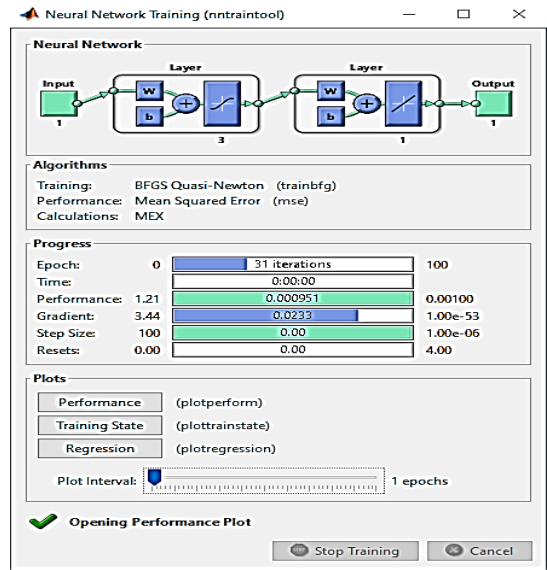 Neural Network Training (nntraintool)
Neural Network
Layer Layer
Input Output
W W
b b
1 3 1 1
Algorithms
Training: BFGS Quasi-Newton (trainbfg)
Performance: Mean Squared Error (mse)
Calculations: MEX
Progress
Epoch: 0 31 iterations 100
Time: 0:00:00
Performance: 1.21 0.000951 0.00100
Gradient: 3.44 0.0233 1.00e-53
Step Size: 100 0.00 1.00e-06
Resets: 0.00 0.00 4.00
Plots
Performance (plotperform)
Training State (plottrainstate)
Regression (plotregression)
Plot Interval: 1 epochs
Opening Performance Plot
Stop Training Cancel